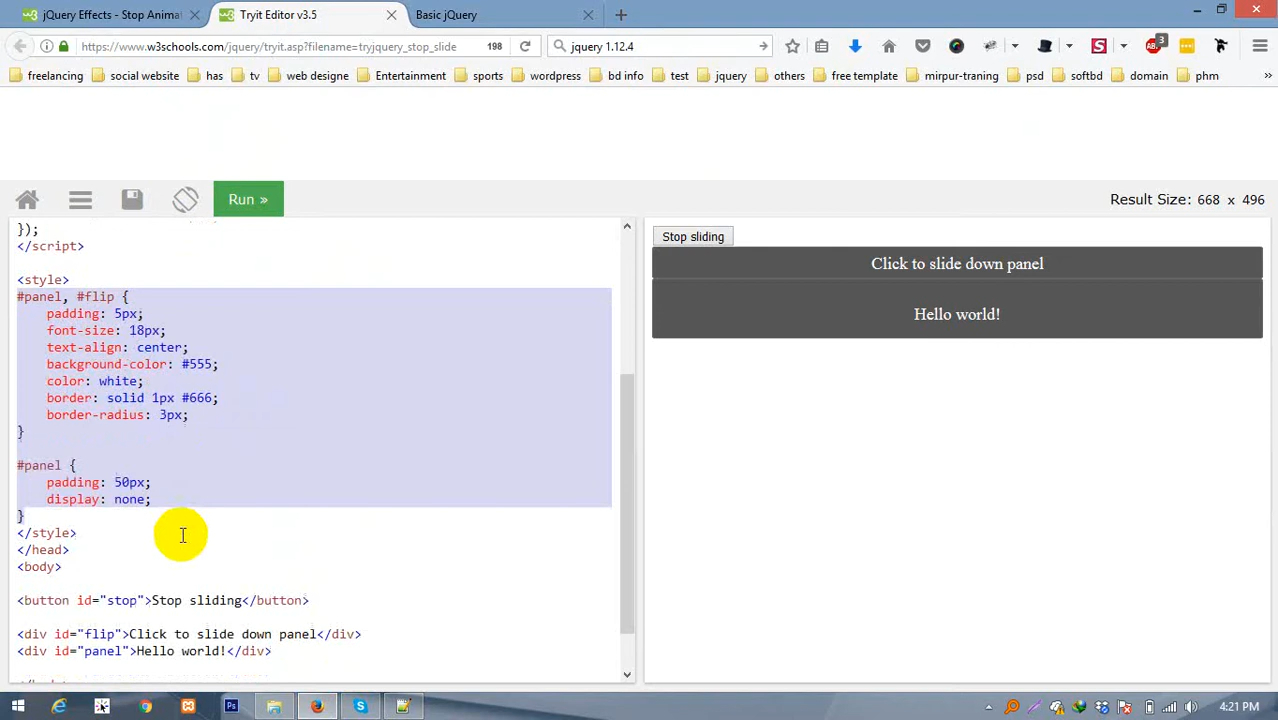 jQuery Effects - Stop Animat
Tryit Editor v3.5
Basic jQuery
https://www.w3schools.com/jquery/tryit.asp?filename=tryjquery_stop_slide
198
jquery 1.12.4
3
freelancing
social website
has
tv
web designe
Entertainment
sports
wordpress
bd info
test
jquery
others
free template
mirpur-traning
psd
softbd
domain
phm
Run »
Result Size: 668 x 496
});
</script>
<style>
#panel, #flip {
padding: 5px;
font-size: 18px;
text-align: center;
background-color: #555;
color: white;
border: solid 1px #666;
border-radius: 3px;
}
#panel {
padding: 50px;
display: none;
}
</style>
</head>
<body>
<button id="stop">Stop sliding</button>
<div id="flip">Click to slide down panel</div>
<div id="panel">Hello world!</div>
Stop sliding
Click to slide down panel
Hello world!
4:21 PM